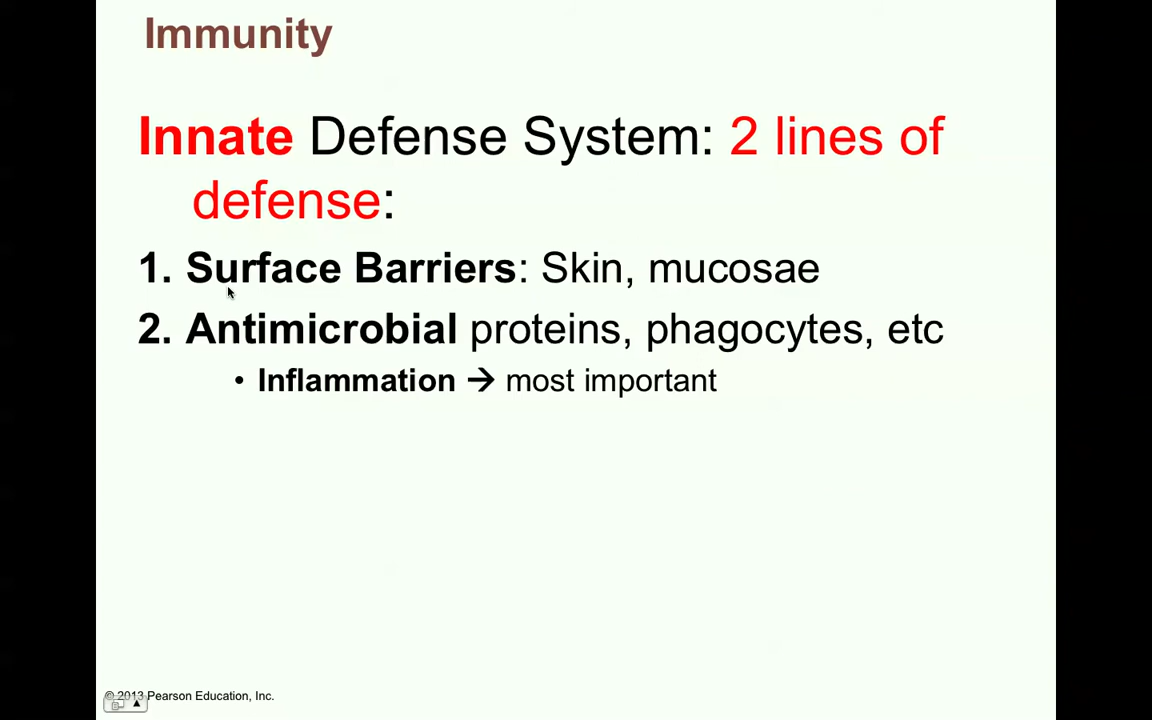 Immunity
Innate Defense System: 2 lines of
defense:
1. Surface Barriers: Skin, mucosae
2. Antimicrobial proteins, phagocytes, etc
• Inflammation → most important
© 2013 Pearson Education, Inc.